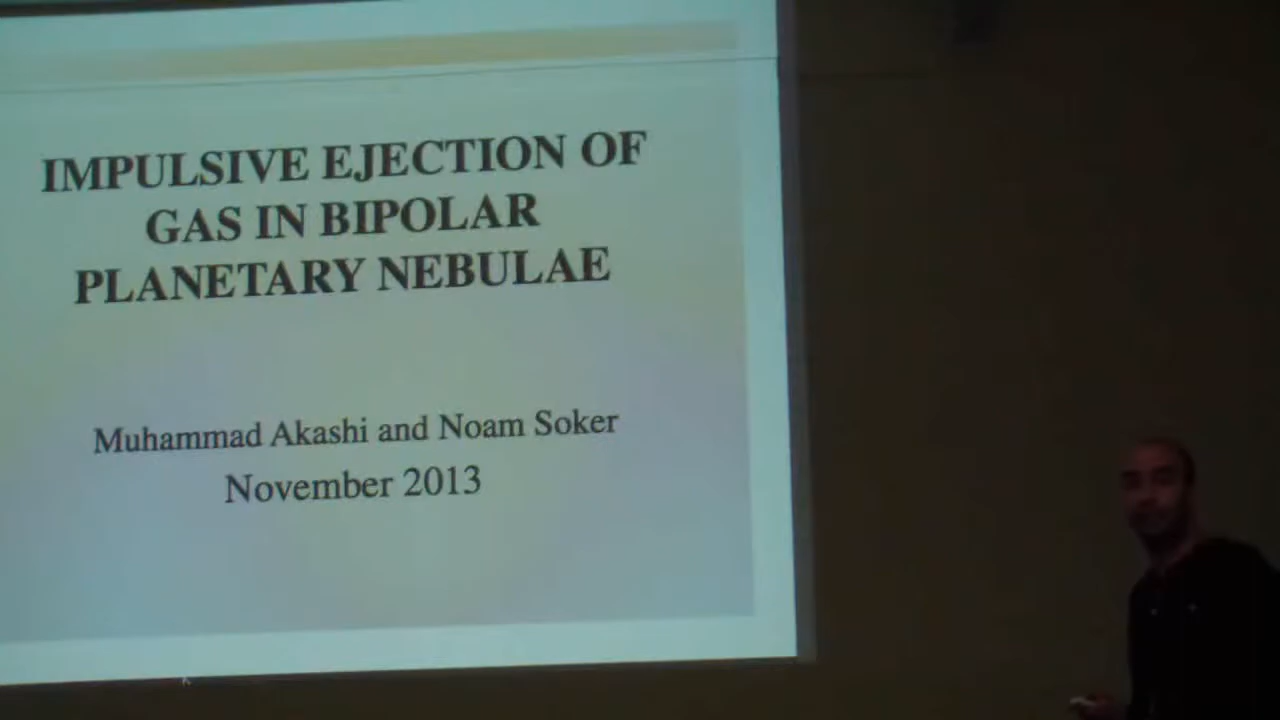 IMPULSIVE EJECTION OF
GAS IN BIPOLAR
PLANETARY NEBULAE
Muhammad Akashi and Noam Soker
November 2013